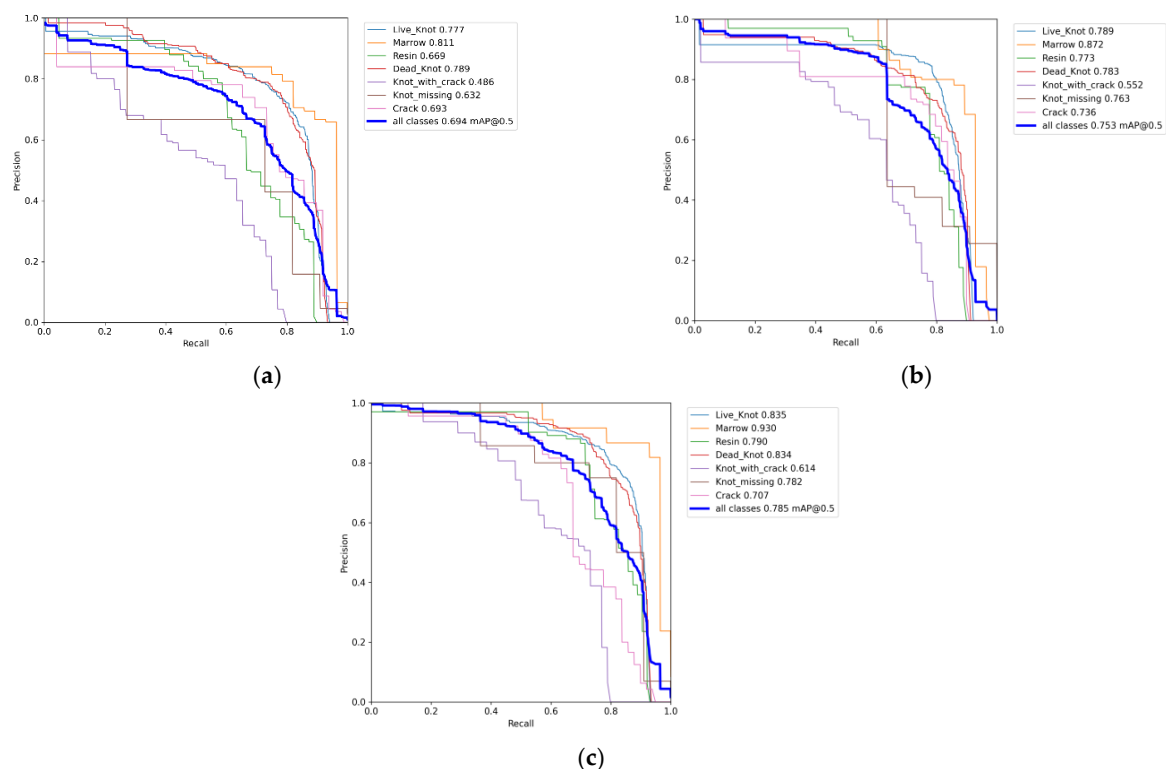 Live_Knot 0.777
Marrow 0.811
Resin 0.669
Dead_Knot 0.789
Knot_with_crack 0.486
Knot_missing 0.632
Crack 0.693
all classes 0.694 mAP@0.5
1.0
0.8
0.6
0.4
0.2
0.0
Precision
0.0 0.2 0.4 0.6 0.8 1.0
Recall
(a)
Live_Knot 0.789
Marrow 0.872
Resin 0.773
Dead_Knot 0.783
Knot_with_crack 0.552
Knot_missing 0.763
Crack 0.736
all classes 0.753 mAP@0.5
1.0
0.8
0.6
0.4
0.2
0.0
Precision
0.0 0.2 0.4 0.6 0.8 1.0
Recall
(b)
Live_Knot 0.835
Marrow 0.930
Resin 0.790
Dead_Knot 0.834
Knot_with_crack 0.614
Knot_missing 0.782
Crack 0.707
all classes 0.785 mAP@0.5
1.0
0.8
0.6
0.4
0.2
0.0
Precision
0.0 0.2 0.4 0.6 0.8 1.0
Recall
(c)